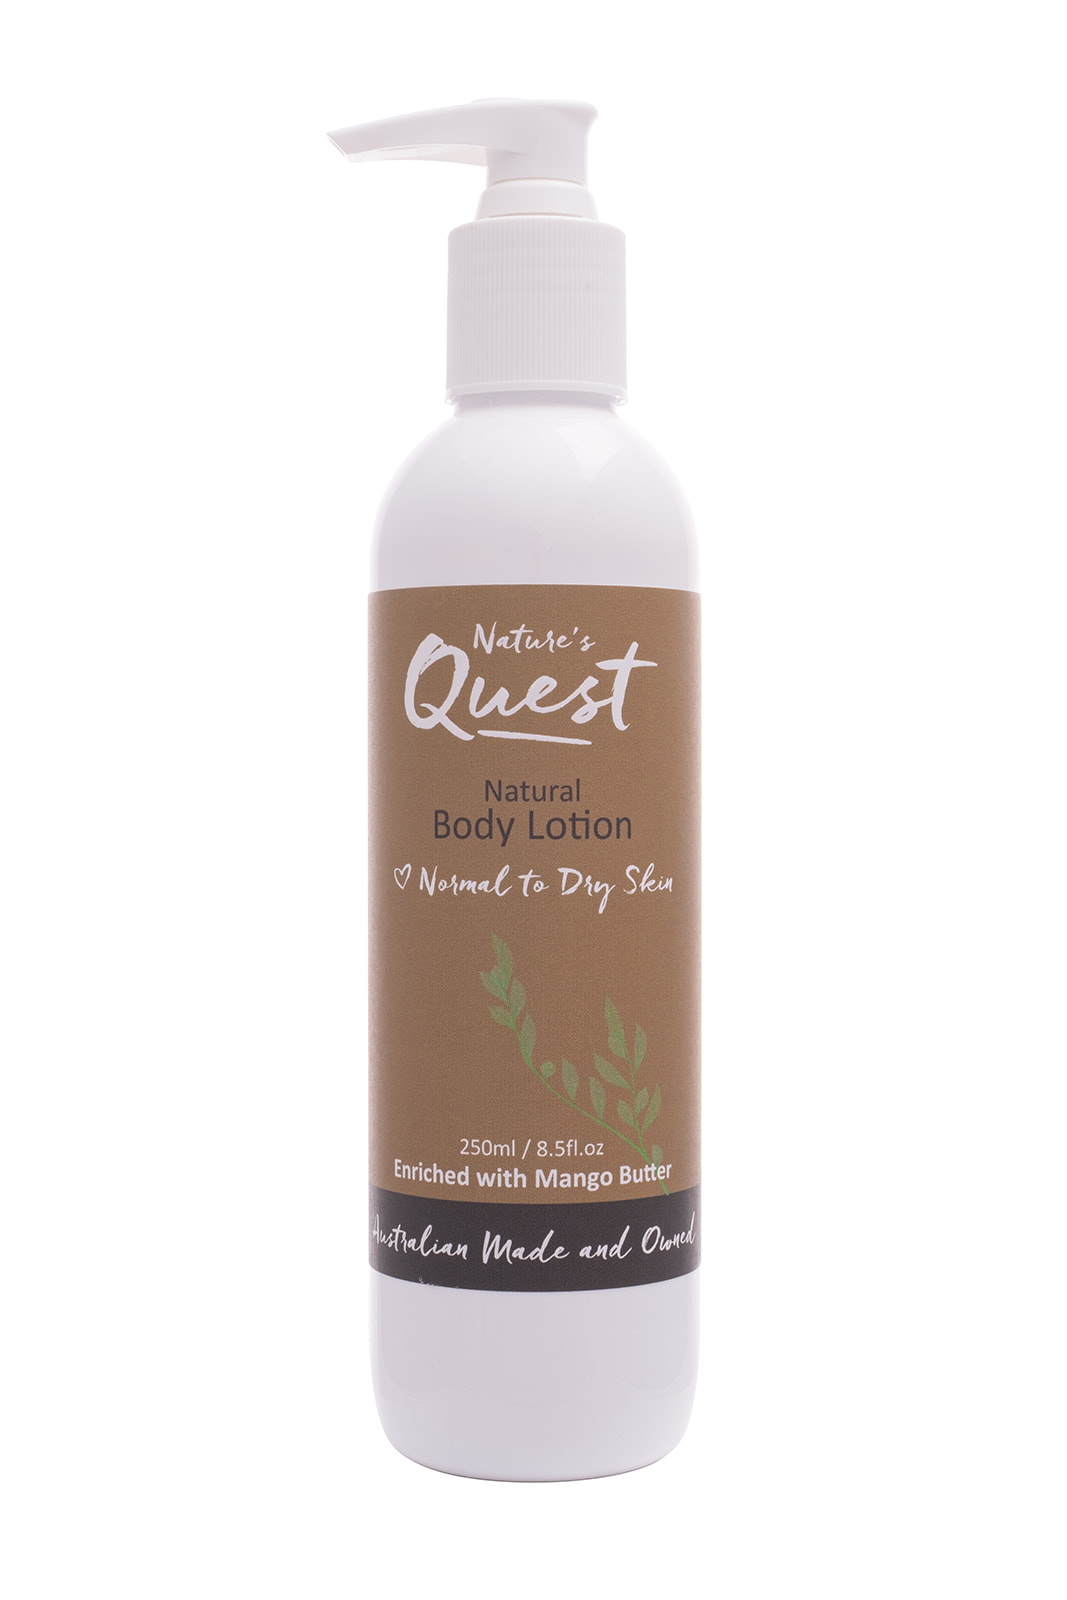 Nature's
Quest
Natural
Body Lotion
Normal to Dry Skin
250ml / 8.5fl.oz
Enriched with Mango Butter
Australian Made and Owned